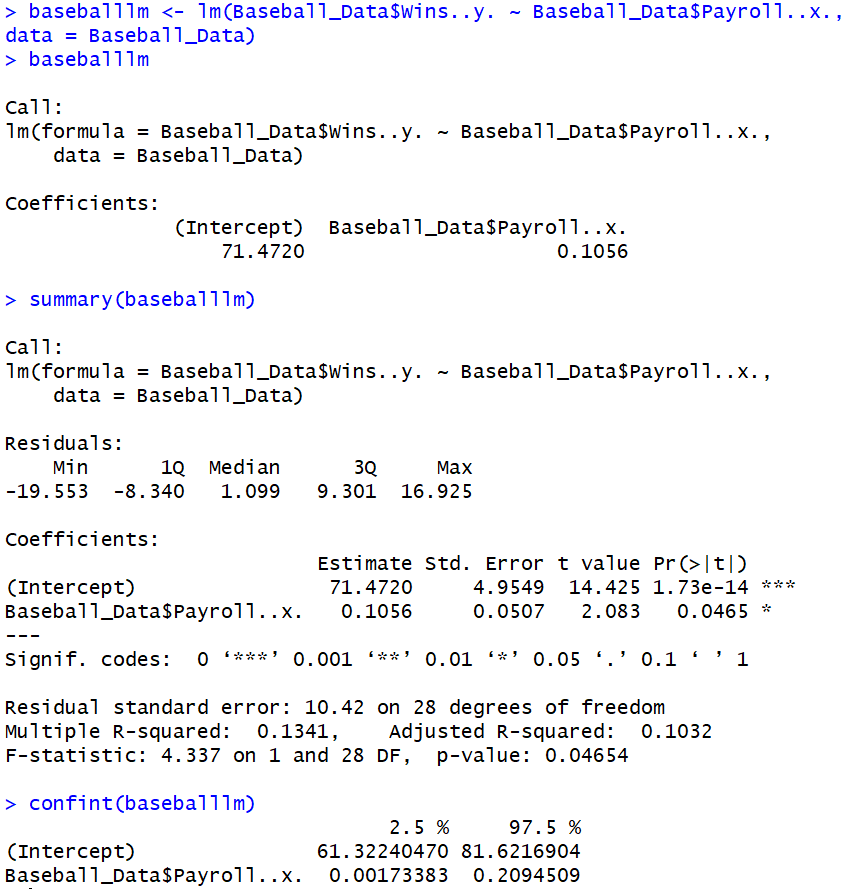 > baseballlm <- lm(Baseball_Data$Wins..y. ~ Baseball_Data$Payroll..x.,
data = Baseball_Data)
> baseballlm

Call:
lm(formula = Baseball_Data$Wins..y. ~ Baseball_Data$Payroll..x.,
    data = Baseball_Data)

Coefficients:
              (Intercept)  Baseball_Data$Payroll..x.
                  71.4720                     0.1056

> summary(baseballlm)

Call:
lm(formula = Baseball_Data$Wins..y. ~ Baseball_Data$Payroll..x.,
    data = Baseball_Data)

Residuals:
    Min      1Q  Median      3Q     Max
-19.553  -8.340   1.099   9.301  16.925

Coefficients:
                          Estimate Std. Error t value Pr(>|t|)
(Intercept)                71.4720     4.9549  14.425 1.73e-14 ***
Baseball_Data$Payroll..x.   0.1056     0.0507   2.083   0.0465 *
---
Signif. codes:  0 ‘***’ 0.001 ‘**’ 0.01 ‘*’ 0.05 ‘.’ 0.1 ‘ ’ 1

Residual standard error: 10.42 on 28 degrees of freedom
Multiple R-squared:  0.1341,    Adjusted R-squared:  0.1032
F-statistic: 4.337 on 1 and 28 DF,  p-value: 0.04654

> confint(baseballlm)
                                2.5 %     97.5 %
(Intercept)               61.32240470 81.6216904
Baseball_Data$Payroll..x.  0.00173383  0.2094509